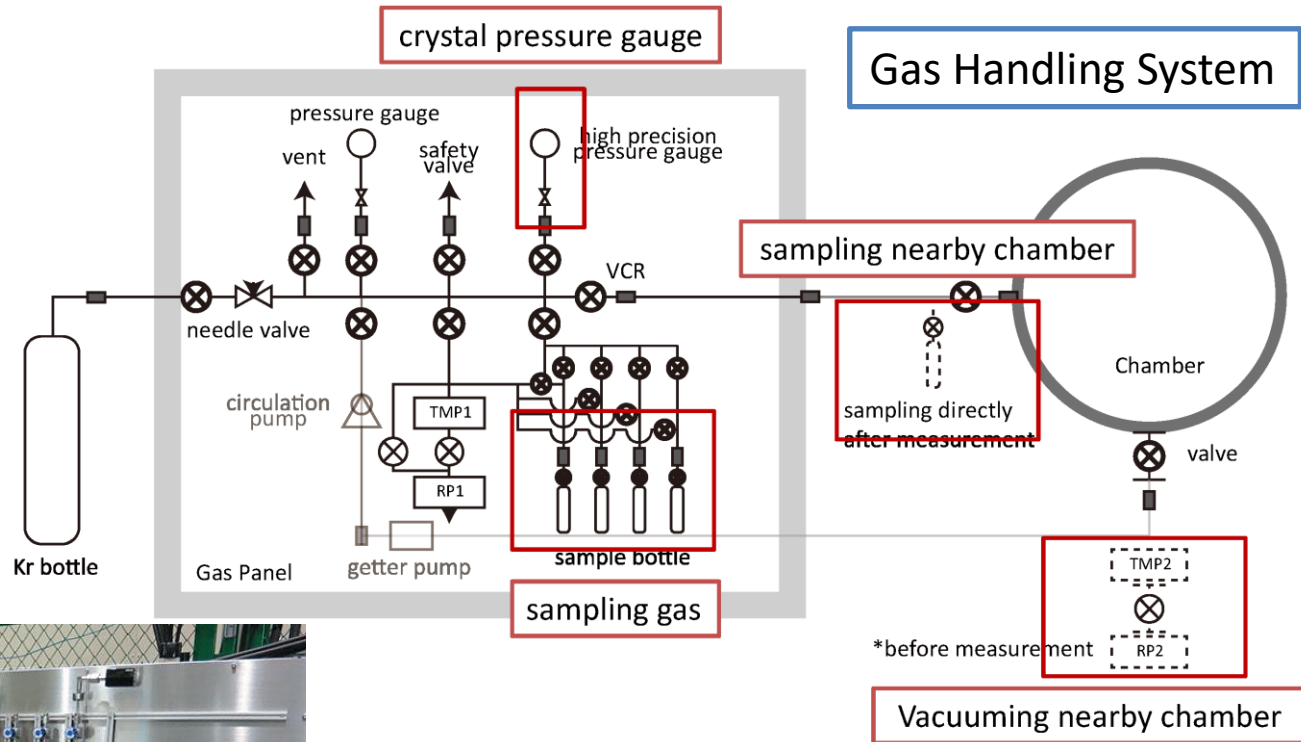 crystal pressure gauge
Gas Handling System
pressure gauge
vent
safety
valve
high precision
pressure gauge
sampling nearby chamber
VCR
needle valve
Chamber
circulation
pump
TMP1
sampling directly
after measurement
valve
RP1
Kr bottle
Gas Panel
getter pump
sample bottle
TMP2
sampling gas
*before measurement
RP2
Vacuuming nearby chamber